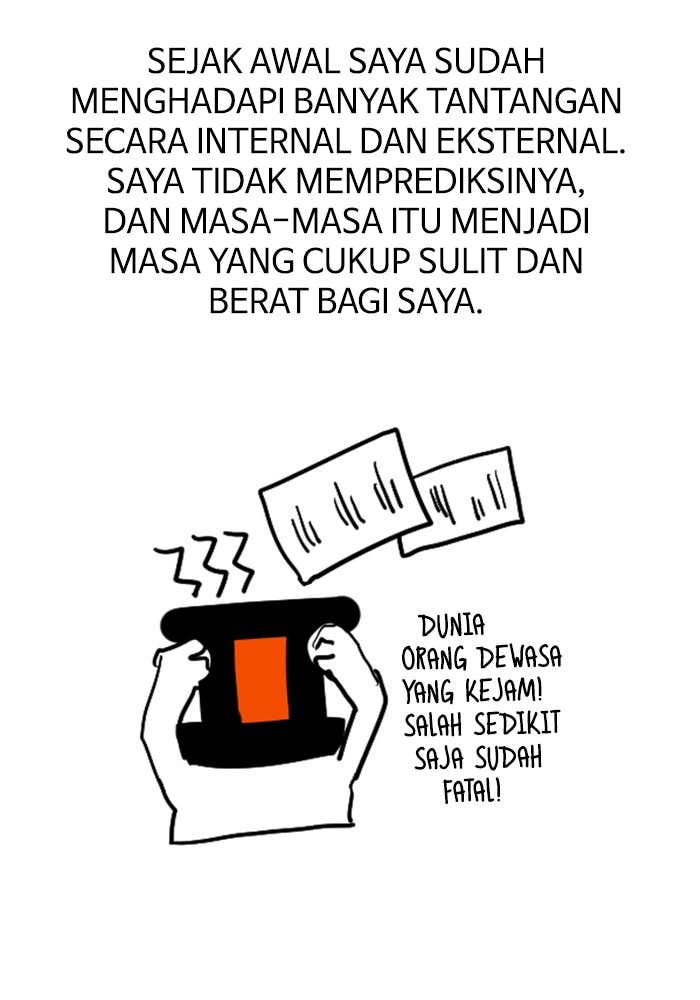 SEJAK AWAL SAYA SUDAH
MENGHADAPI BANYAK TANTANGAN
SECARA INTERNAL DAN EKSTERNAL.
SAYA TIDAK MEMPREDIKSINYA,
DAN MASA-MASA ITU MENJADI
MASA YANG CUKUP SULIT DAN
BERAT BAGI SAYA.
DUNIA
ORANG DEWASA
YANG KEJAM!
SALAH SEDIKIT
SAJA SUDAH
FATAL!